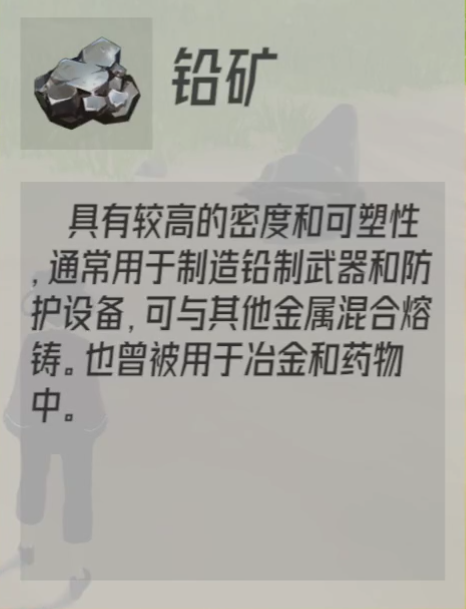 铅矿
具有较高的密度和可塑性
,通常用于制造铅制武器和防
护设备,可与其他金属混合熔
铸。也曾被用于冶金和药物
中。